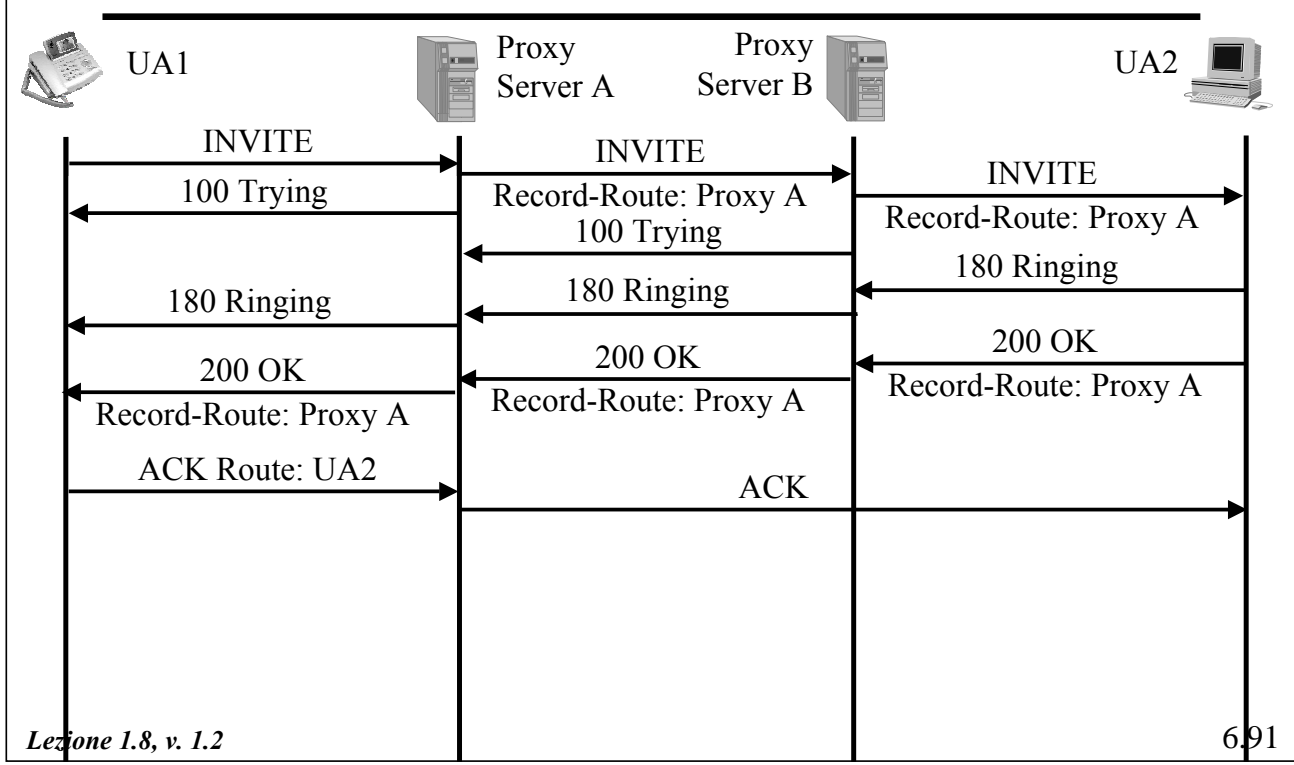 UA1
Proxy
Server A
Proxy
Server B
UA2
INVITE
INVITE
INVITE
100 Trying
Record-Route: Proxy A
Record-Route: Proxy A
100 Trying
180 Ringing
180 Ringing
180 Ringing
200 OK
200 OK
200 OK
Record-Route: Proxy A
Record-Route: Proxy A
Record-Route: Proxy A
ACK Route: UA2
ACK
Lezione 1.8, v. 1.2
6.91